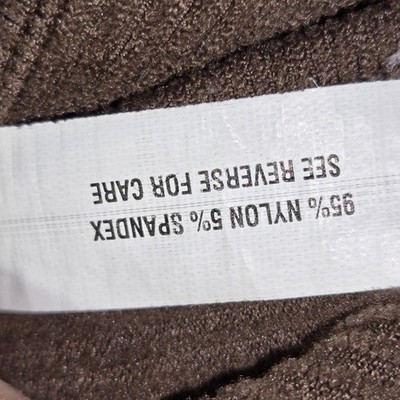 95% NYLON 5% SPANDEX
SEE REVERSE FOR CARE